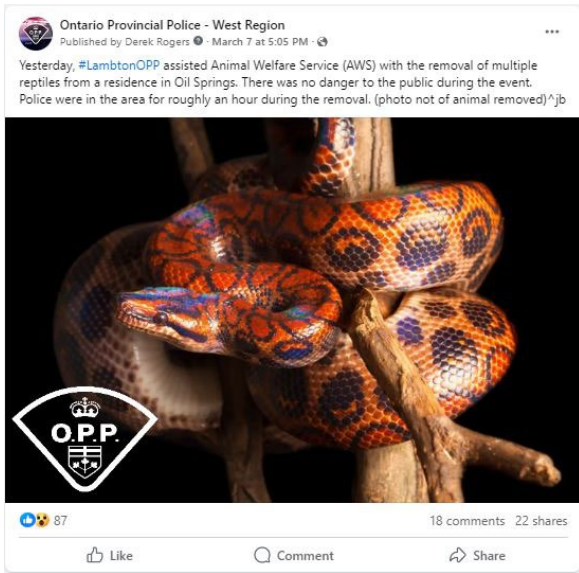 Ontario Provincial Police - West Region
Published by Derek Rogers · March 7 at 5:05 PM ·
Yesterday, #LambtonOPP assisted Animal Welfare Service (AWS) with the removal of multiple
reptiles from a residence in Oil Springs. There was no danger to the public during the event.
Police were in the area for roughly an hour during the removal. (photo not of animal removed)^jb
O.P.P.
87
18 comments 22 shares
Like Comment Share